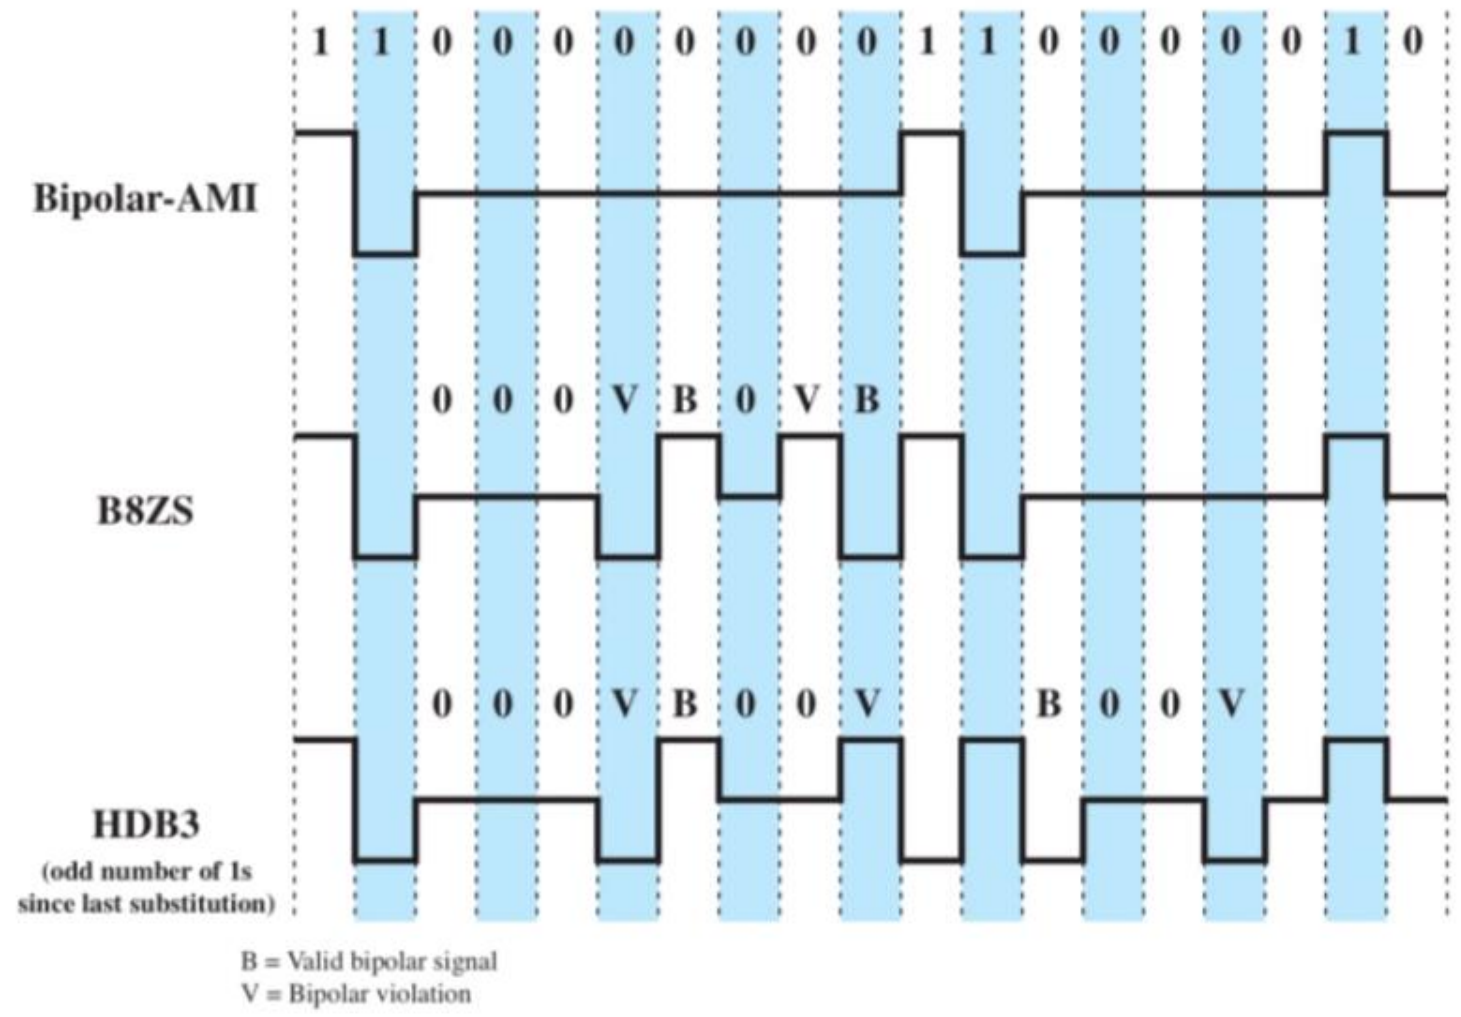 1 1 0 0 0 0 0 0 0 0 1 1 0 0 0 0 0 1 0
Bipolar-AMI
0 0 0 V B 0 V B
B8ZS
0 0 0 V B 0 0 V B 0 0 V
HDB3
(odd number of 1s
since last substitution)
B = Valid bipolar signal
V = Bipolar violation